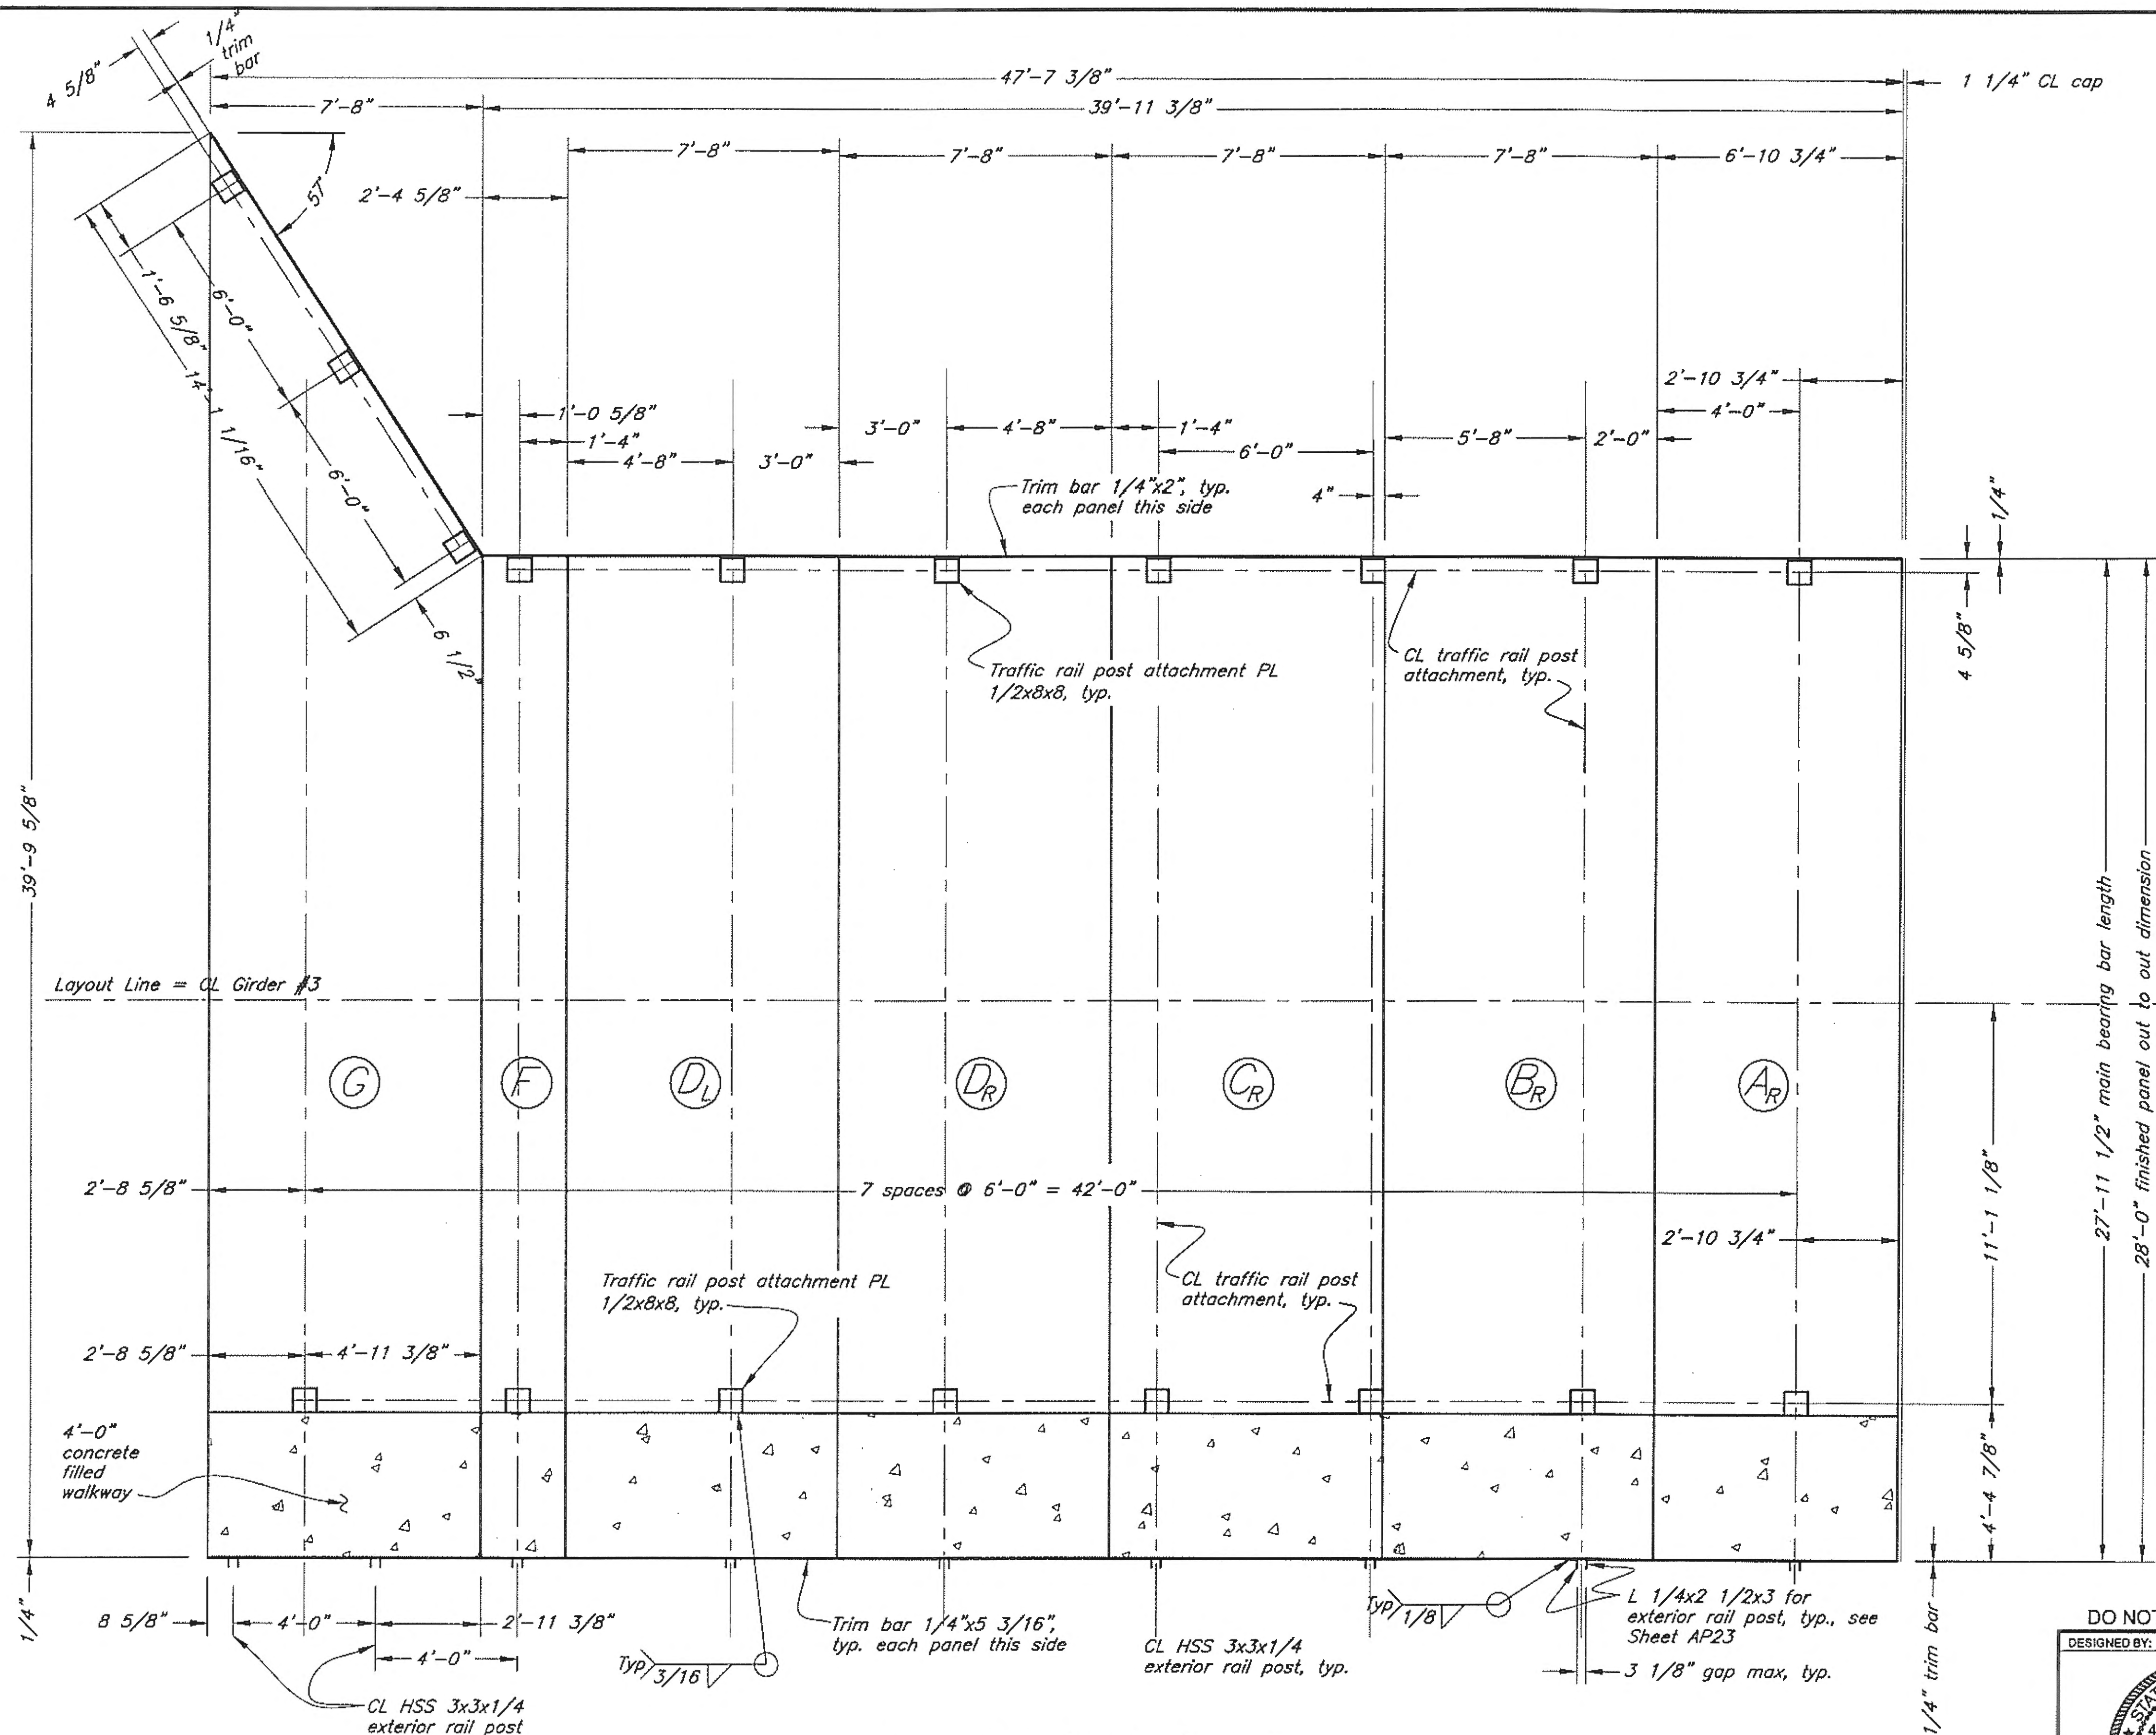 1/4"
trim
bar
4 5/8"
47'-7 3/8"
1 1/4" CL cap
7'-8"
39'-11 3/8"
7'-8"
7'-8"
7'-8"
7'-8"
6'-10 3/4"
57°
2'-4 5/8"
1'-6 5/8"
6'-0"
14'-1 1/16"
6'-0"
6 1/2"
2'-10 3/4"
4'-0"
1'-0 5/8"
1'-4"
4'-8"
3'-0"
3'-0"
4'-8"
1'-4"
6'-0"
5'-8"
2'-0"
4"
Trim bar 1/4"x2", typ.
each panel this side
1/4"
4 5/8"
Traffic rail post attachment PL
1/2x8x8, typ.
CL traffic rail post
attachment, typ.
39'-9 5/8"
27'-11 1/2" main bearing bar length
28'-0" finished panel out to out dimension
Layout Line = CL Girder #3
G
F
DL
DR
CR
BR
AR
2'-8 5/8"
7 spaces @ 6'-0" = 42'-0"
11'-1 1/8"
2'-10 3/4"
Traffic rail post attachment PL
1/2x8x8, typ.
CL traffic rail post
attachment, typ.
2'-8 5/8"
4'-11 3/8"
4'-0"
concrete
filled
walkway
4'-4 7/8"
1/4"
8 5/8"
4'-0"
2'-11 3/8"
4'-0"
Typ
3/16
Trim bar 1/4"x5 3/16",
typ. each panel this side
CL HSS 3x3x1/4
exterior rail post, typ.
Typ
1/8
L 1/4x2 1/2x3 for
exterior rail post, typ., see
Sheet AP23
3 1/8" gap max, typ.
1/4" trim bar
CL HSS 3x3x1/4
exterior rail post
DO NO
DESIGNED BY:
STAT